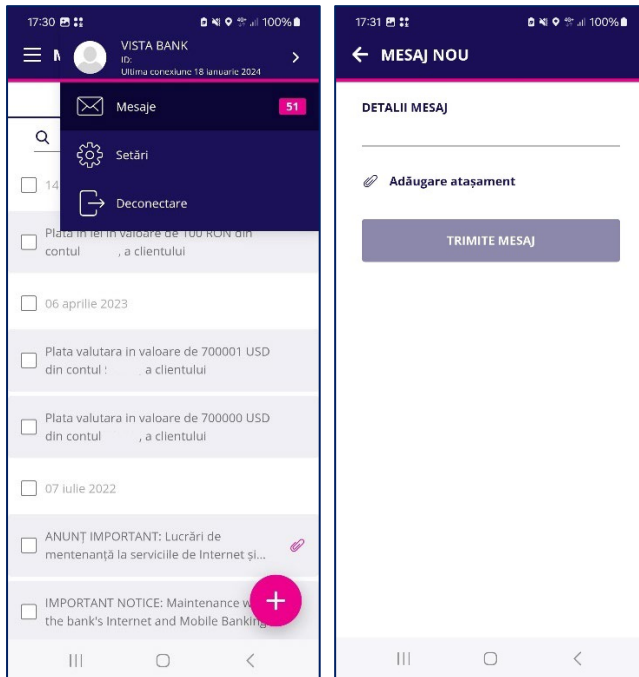 17:30
100%
VISTA BANK
ID:
Ultima conexiune 18 ianuarie 2024
Mesaje
51
Setări
Deconectare
14
Plata in lei in valoare de 100 RON din
contul , a clientului
06 aprilie 2023
Plata valutara in valoare de 700001 USD
din contul : a clientului
Plata valutara in valoare de 700000 USD
din contul , a clientului
07 iulie 2022
ANUNȚ IMPORTANT: Lucrări de
mentenanță la serviciile de Internet și...
IMPORTANT NOTICE: Maintenance w
the bank's Internet and Mobile Banking
17:31
100%
MESAJ NOU
DETALII MESAJ
Adăugare atașament
TRIMITE MESAJ